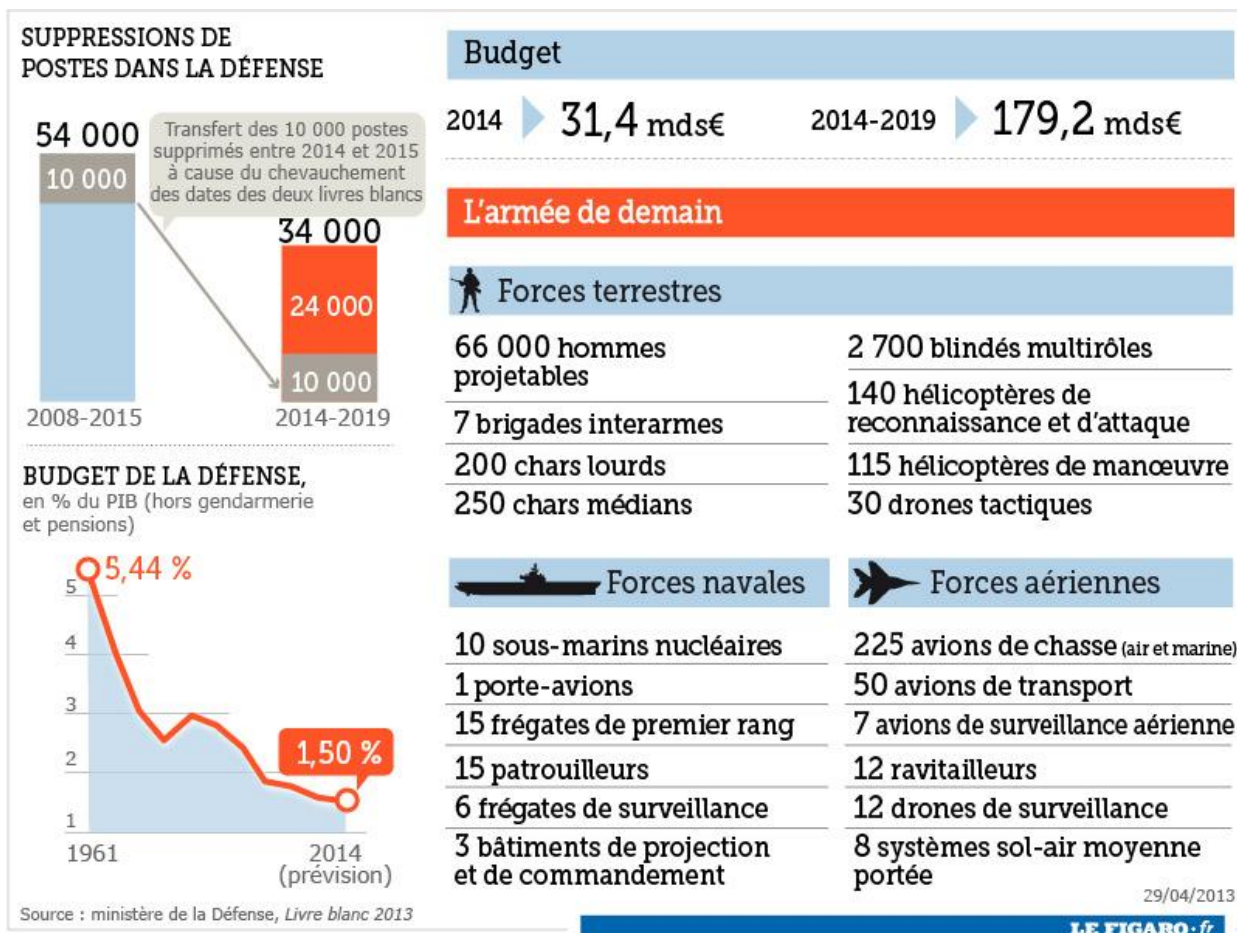 SUPPRESSIONS DE
POSTES DANS LA DÉFENSE
54 000
10 000
Transfert des 10 000 postes
supprimés entre 2014 et 2015
à cause du chevauchement
des dates des deux livres blancs
34 000
24 000
10 000
2008-2015
2014-2019
BUDGET DE LA DÉFENSE,
en % du PIB (hors gendarmerie
et pensions)
5,44 %
5
4
3
2
1
1,50 %
1961
2014
(prévision)
Source : ministère de la Défense, Livre blanc 2013
Budget
2014 31,4 mds€
2014-2019 179,2 mds€
L'armée de demain
Forces terrestres
66 000 hommes
projetables
7 brigades interarmes
200 chars lourds
250 chars médians
2 700 blindés multirôles
140 hélicoptères de
reconnaissance et d'attaque
115 hélicoptères de manœuvre
30 drones tactiques
Forces navales
10 sous-marins nucléaires
1 porte-avions
15 frégates de premier rang
15 patrouilleurs
6 frégates de surveillance
3 bâtiments de projection
et de commandement
Forces aériennes
225 avions de chasse (air et marine)
50 avions de transport
7 avions de surveillance aérienne
12 ravitailleurs
12 drones de surveillance
8 systèmes sol-air moyenne
portée
29/04/2013
LE FIGARO·fr